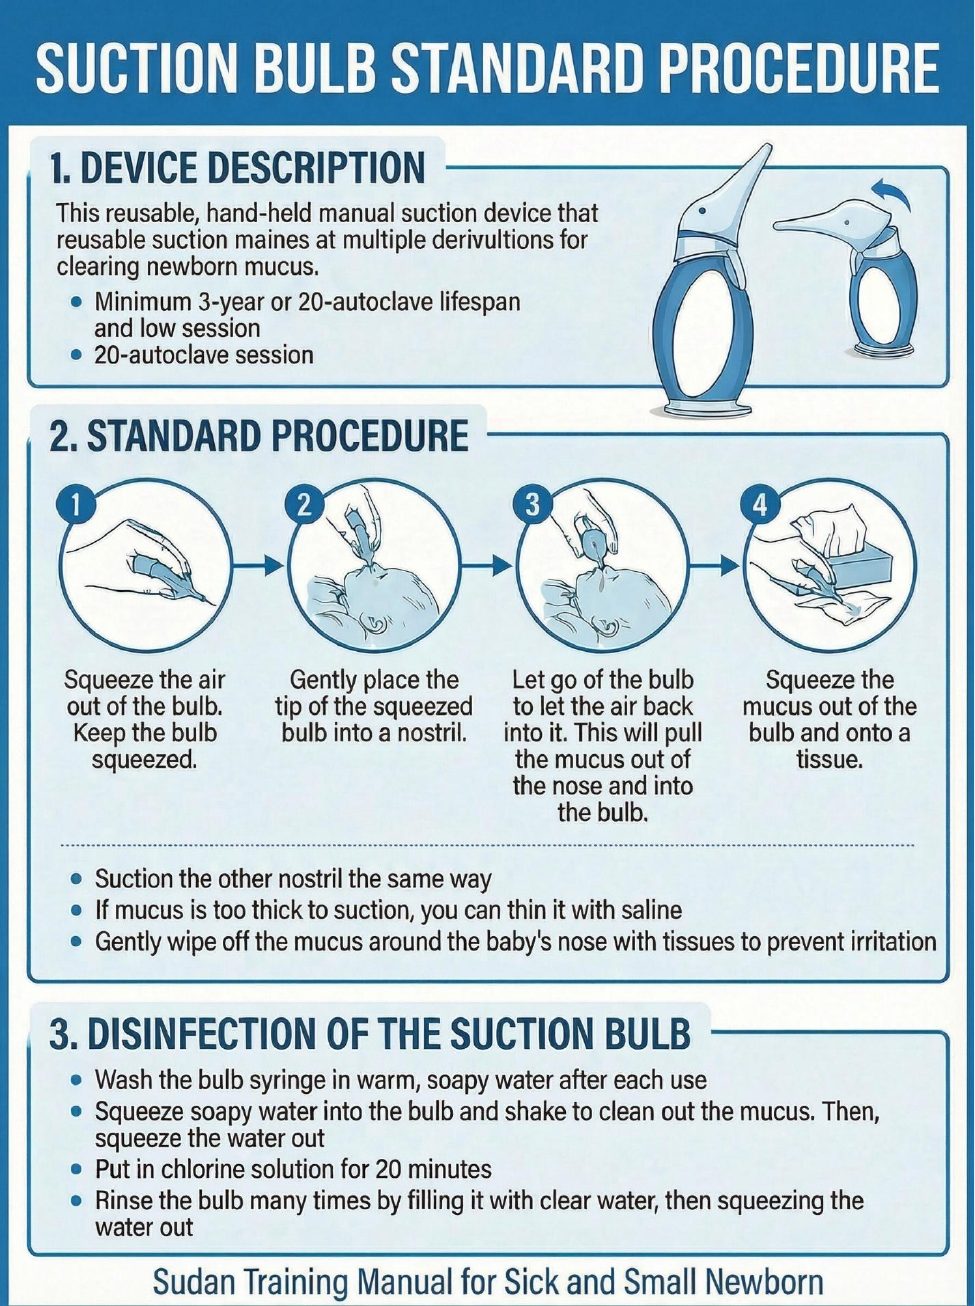 SUCTION BULB STANDARD PROCEDURE
1. DEVICE DESCRIPTION
This reusable, hand-held manual suction device that
reusable suction maines at multiple derivultions for
clearing newborn mucus.
• Minimum 3-year or 20-autoclave lifespan
and low session
• 20-autoclave session
2. STANDARD PROCEDURE
1
Squeeze the air
out of the bulb.
Keep the bulb
squeezed.
2
Gently place the
tip of the squeezed
bulb into a nostril.
3
Let go of the bulb
to let the air back
into it. This will pull
the mucus out of
the nose and into
the bulb.
4
Squeeze the
mucus out of the
bulb and onto a
tissue.
• Suction the other nostril the same way
• If mucus is too thick to suction, you can thin it with saline
• Gently wipe off the mucus around the baby's nose with tissues to prevent irritation
3. DISINFECTION OF THE SUCTION BULB
• Wash the bulb syringe in warm, soapy water after each use
• Squeeze soapy water into the bulb and shake to clean out the mucus. Then,
squeeze the water out
• Put in chlorine solution for 20 minutes
• Rinse the bulb many times by filling it with clear water, then squeezing the
water out
Sudan Training Manual for Sick and Small Newborn